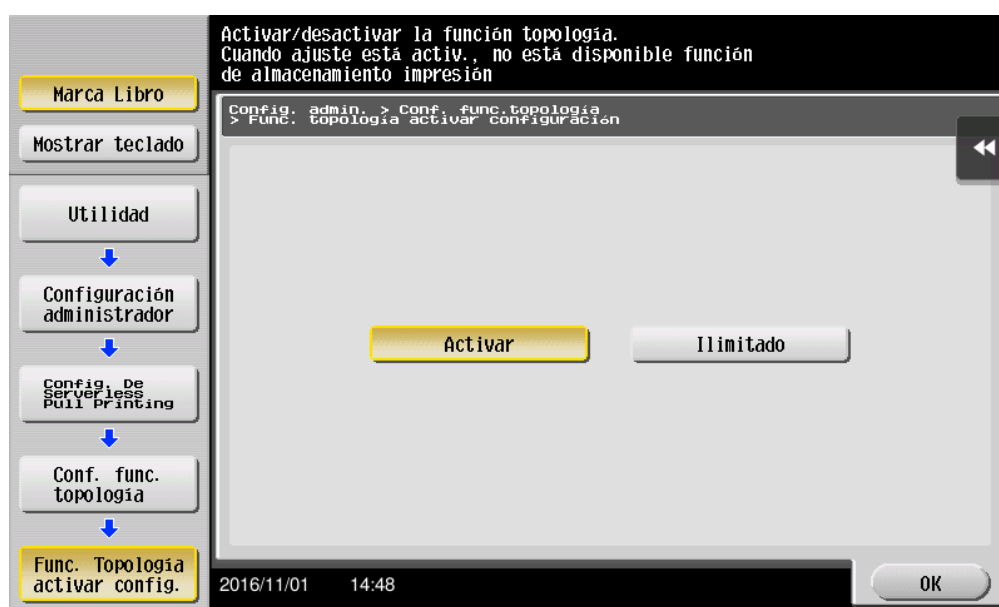 Activar/desactivar la función topología.
Cuando ajuste está activ., no está disponible función
de almacenamiento impresión
Marca Libro
Mostrar teclado
Config. admin. > Conf. func.topología
> Func. topología activar configuración
Utilidad
Configuración
administrador
Config. De
Serverless
Pull Printing
Conf. func.
topología
Func. Topología
activar config.
Activar
Ilimitado
2016/11/01 14:48
OK